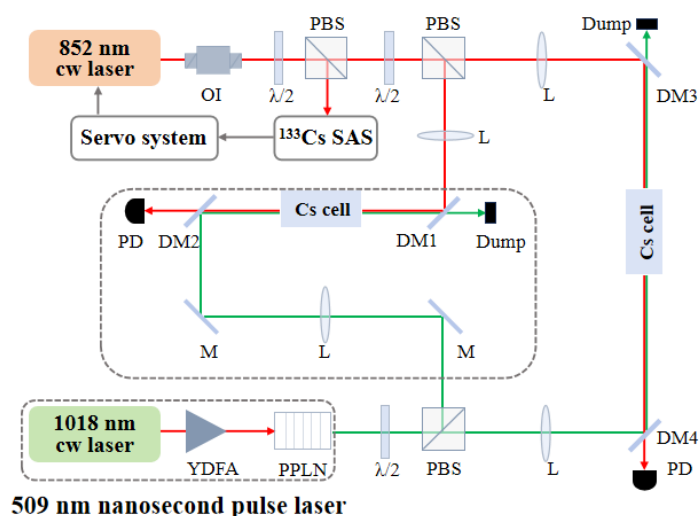 PBS
PBS
Dump
852 nm
cw laser
OI
λ/2
λ/2
L
DM3
Servo system
¹³³Cs SAS
L
Cs cell
PD
DM2
DM1
Dump
Cs cell
M
L
M
1018 nm
cw laser
YDFA
PPLN
λ/2
PBS
L
DM4
PD
509 nm nanosecond pulse laser